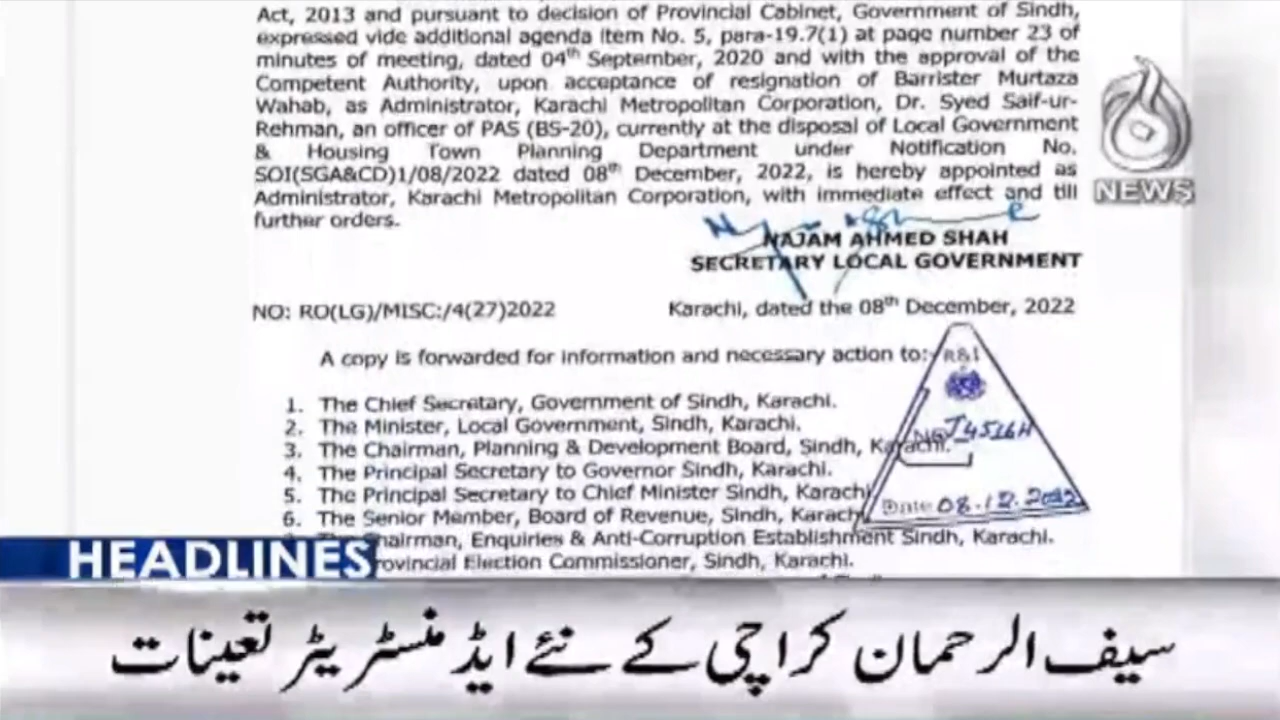 Act, 2013 and pursuant to decision of Provincial Cabinet, Government of Sindh,
expressed vide additional agenda item No. 5, para-19.7(1) at page number 23 of
minutes of meeting, dated 04th September, 2020 and with the approval of the
Competent Authority, upon acceptance of resignation of Barrister Murtaza
Wahab, as Administrator, Karachi Metropolitan Corporation, Dr. Syed Saif-ur-
Rehman, an officer of PAS (BS-20), currently at the disposal of Local Government
& Housing Town Planning Department under Notification No.
SOI(SGA&CD)1/08/2022 dated 08th December, 2022, is hereby appointed as
Administrator, Karachi Metropolitan Corporation, with immediate effect and till
further orders.
NEWS
NAJAM AHMED SHAH
SECRETARY LOCAL GOVERNMENT
NO: RO(LG)/MISC:/4(27)2022 Karachi, dated the 08th December, 2022
A copy is forwarded for information and necessary action to:-
R&I
1. The Chief Secretary, Government of Sindh, Karachi.
2. The Minister, Local Government, Sindh, Karachi.
3. The Chairman, Planning & Development Board, Sindh, Karachi.
4. The Principal Secretary to Governor Sindh, Karachi.
5. The Principal Secretary to Chief Minister Sindh, Karachi
6. The Senior Member, Board of Revenue, Sindh, Karachi
Date 08.12.2022
hairman, Enquiries & Anti-Corruption Establishment Sindh, Karachi.
rovincial Election Commissioner, Sindh, Karachi.
HEADLINES
سیف الرحمان کراچی کے نئے ایڈمنسٹریٹر تعینات